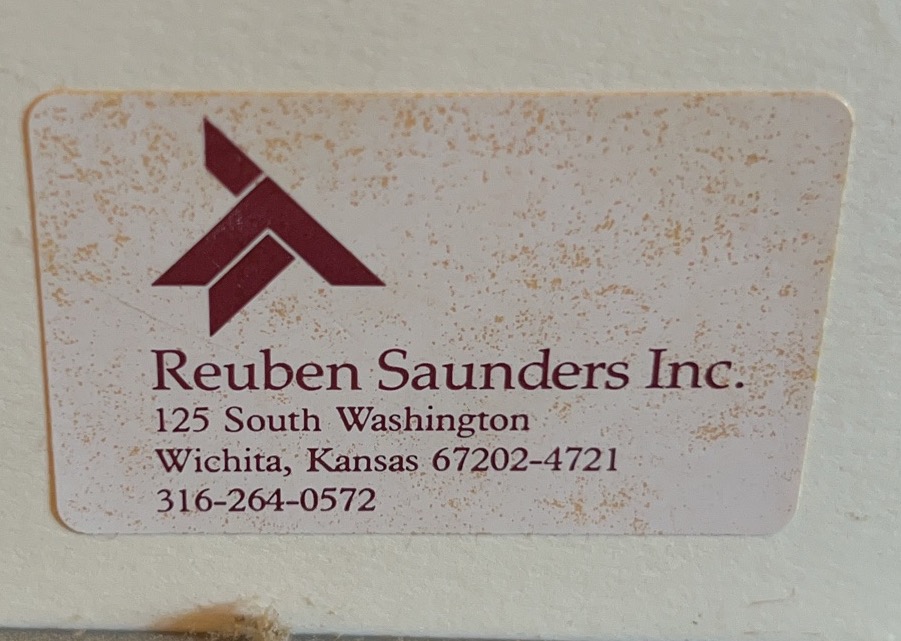 Reuben Saunders Inc.
125 South Washington
Wichita, Kansas 67202-4721
316-264-0572